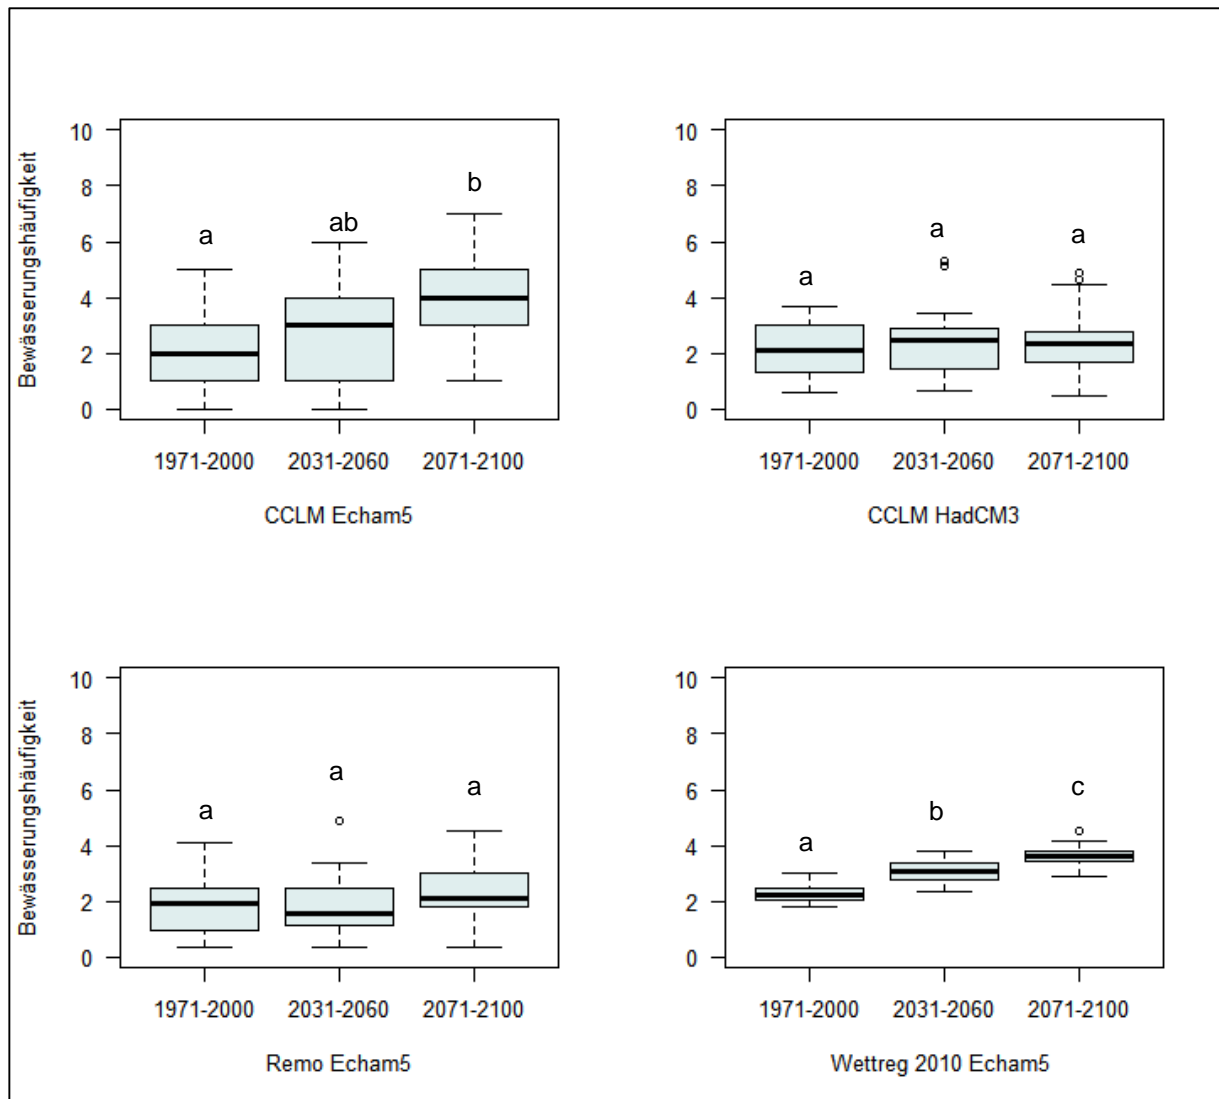 Bewässerungshäufigkeit
10
8
6
4
2
0
a
ab
b
1971-2000 2031-2060 2071-2100
CCLM Echam5
10
8
6
4
2
0
a
a
a
1971-2000 2031-2060 2071-2100
CCLM HadCM3
Bewässerungshäufigkeit
10
8
6
4
2
0
a
a
a
1971-2000 2031-2060 2071-2100
Remo Echam5
10
8
6
4
2
0
a
b
c
1971-2000 2031-2060 2071-2100
Wettreg 2010 Echam5